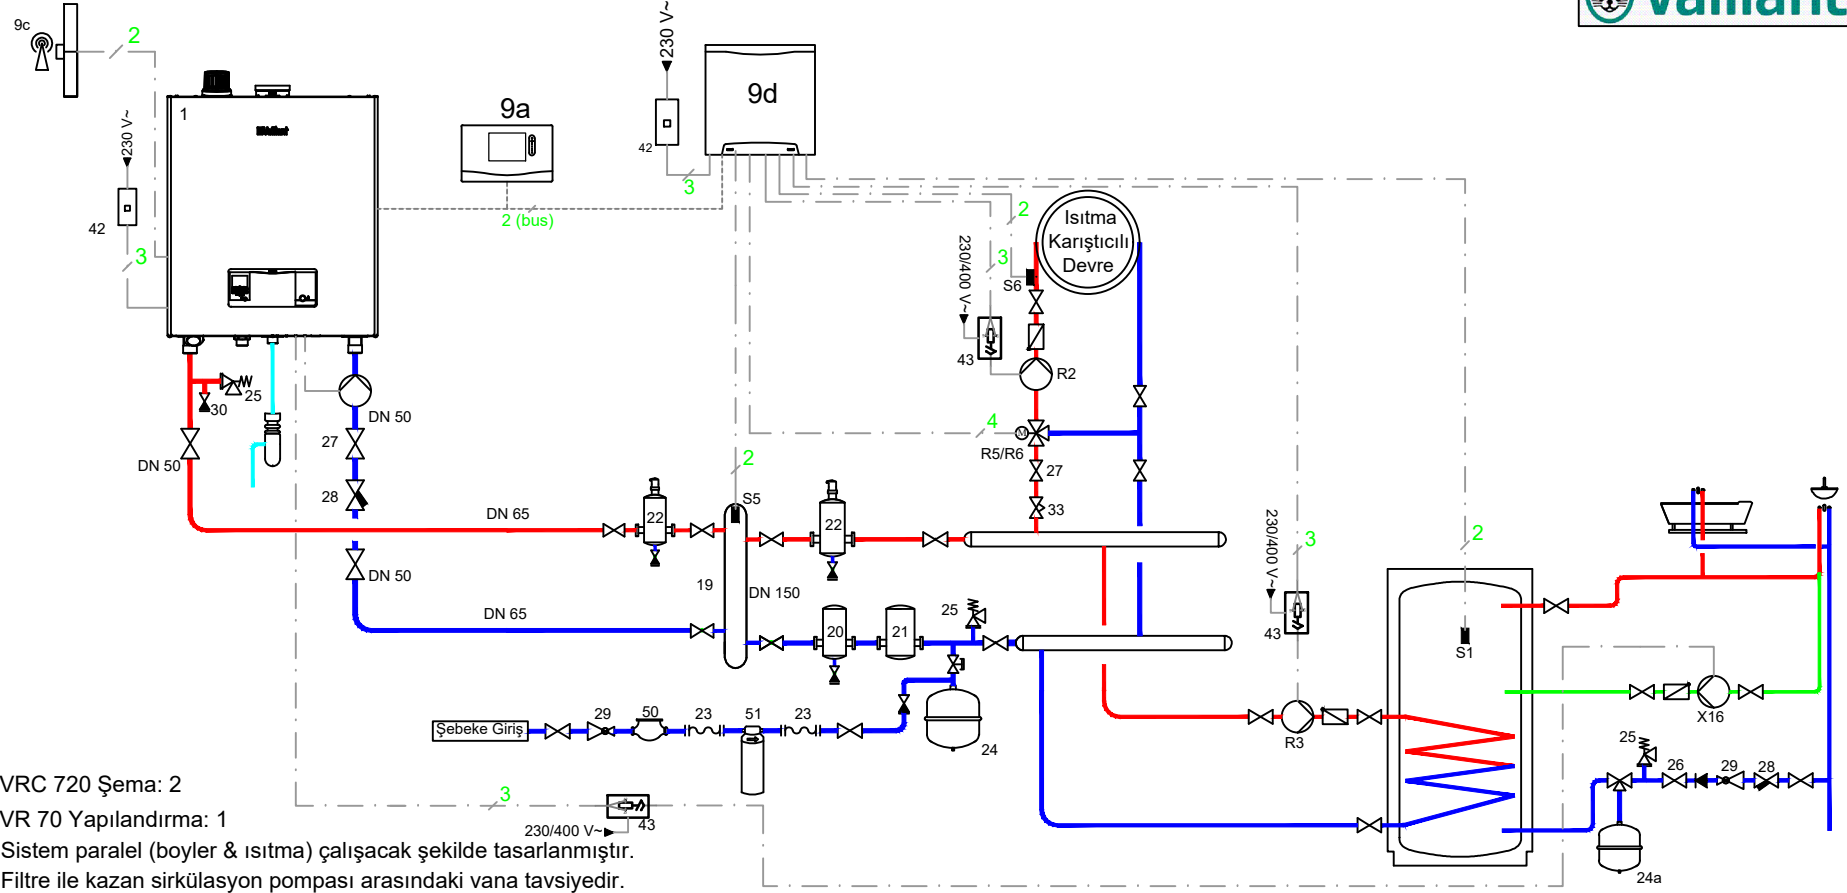 9c
2
230 V~
9d
Vaillant
1
9a
42
230 V~
42
3
2 (bus)
3
2
3
230/400 V~
Isıtma
Karıştıcılı
Devre
S6
43
R2
25
30
DN 50
27
DN 50
28
4
M
R5/R6
27
33
2
S5
22
22
DN 65
DN 50
19
DN 150
DN 65
20
21
25
230/400 V~
3
43
2
S1
X16
R3
Şebeke Giriş
29
50
23
51
23
24
25
26
29
28
24a
VRC 720 Şema: 2
VR 70 Yapılandırma: 1
3
43
230/400 V~
Sistem paralel (boyler & ısıtma) çalışacak şekilde tasarlanmıştır.
Filtre ile kazan sirkülasyon pompası arasındaki vana tavsiyedir.